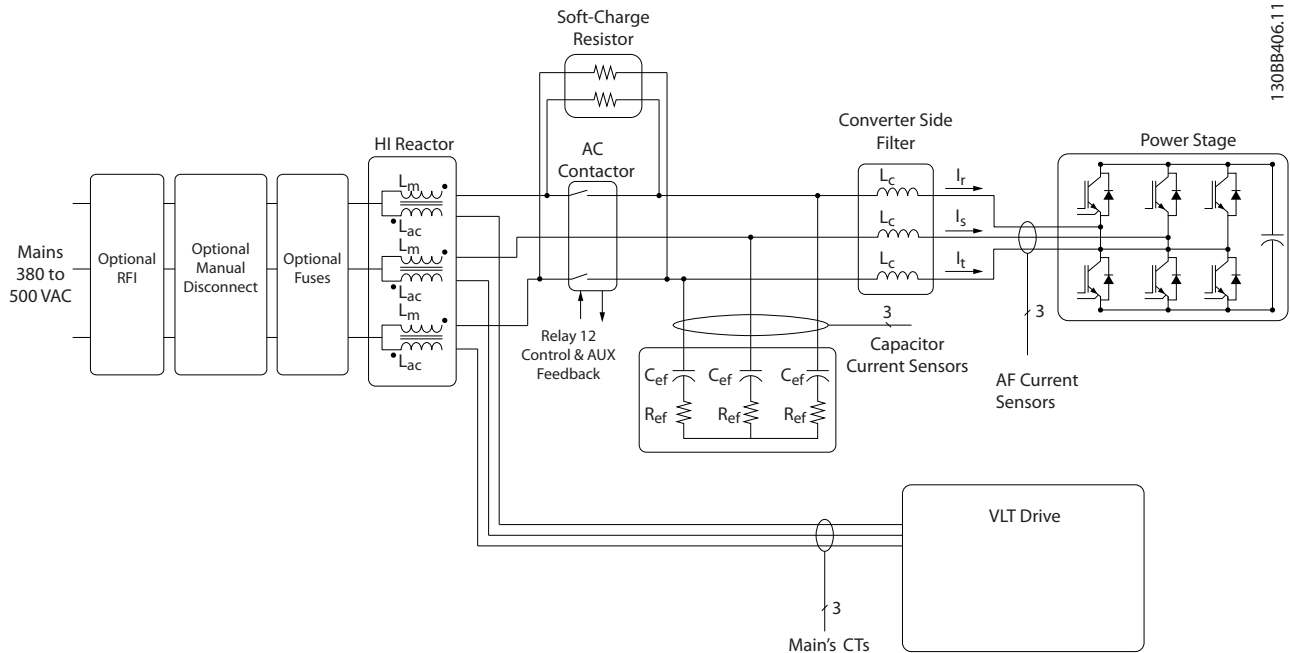 130BB406.11
Soft-Charge
Resistor
HI Reactor
AC
Contactor
Converter Side
Filter
Power Stage
Mains
380 to
500 VAC
Optional
RFI
Optional
Manual
Disconnect
Optional
Fuses
Lm
Lac
Lm
Lac
Lm
Lac
Lc
Lc
Lc
Ir
Is
It
Relay 12
Control & AUX
Feedback
3
Capacitor
Current Sensors
3
AF Current
Sensors
Cef
Cef
Cef
Ref
Ref
Ref
VLT Drive
3
Main's CTs